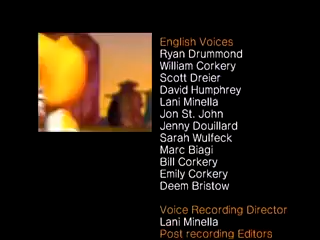 English Voices
Ryan Drummond
William Corkery
Scott Dreier
David Humphrey
Lani Minella
Jon St. John
Jenny Douillard
Sarah Wulfeck
Marc Biagi
Bill Corkery
Emily Corkery
Deem Bristow
Voice Recording Director
Lani Minella
Post recording Editors